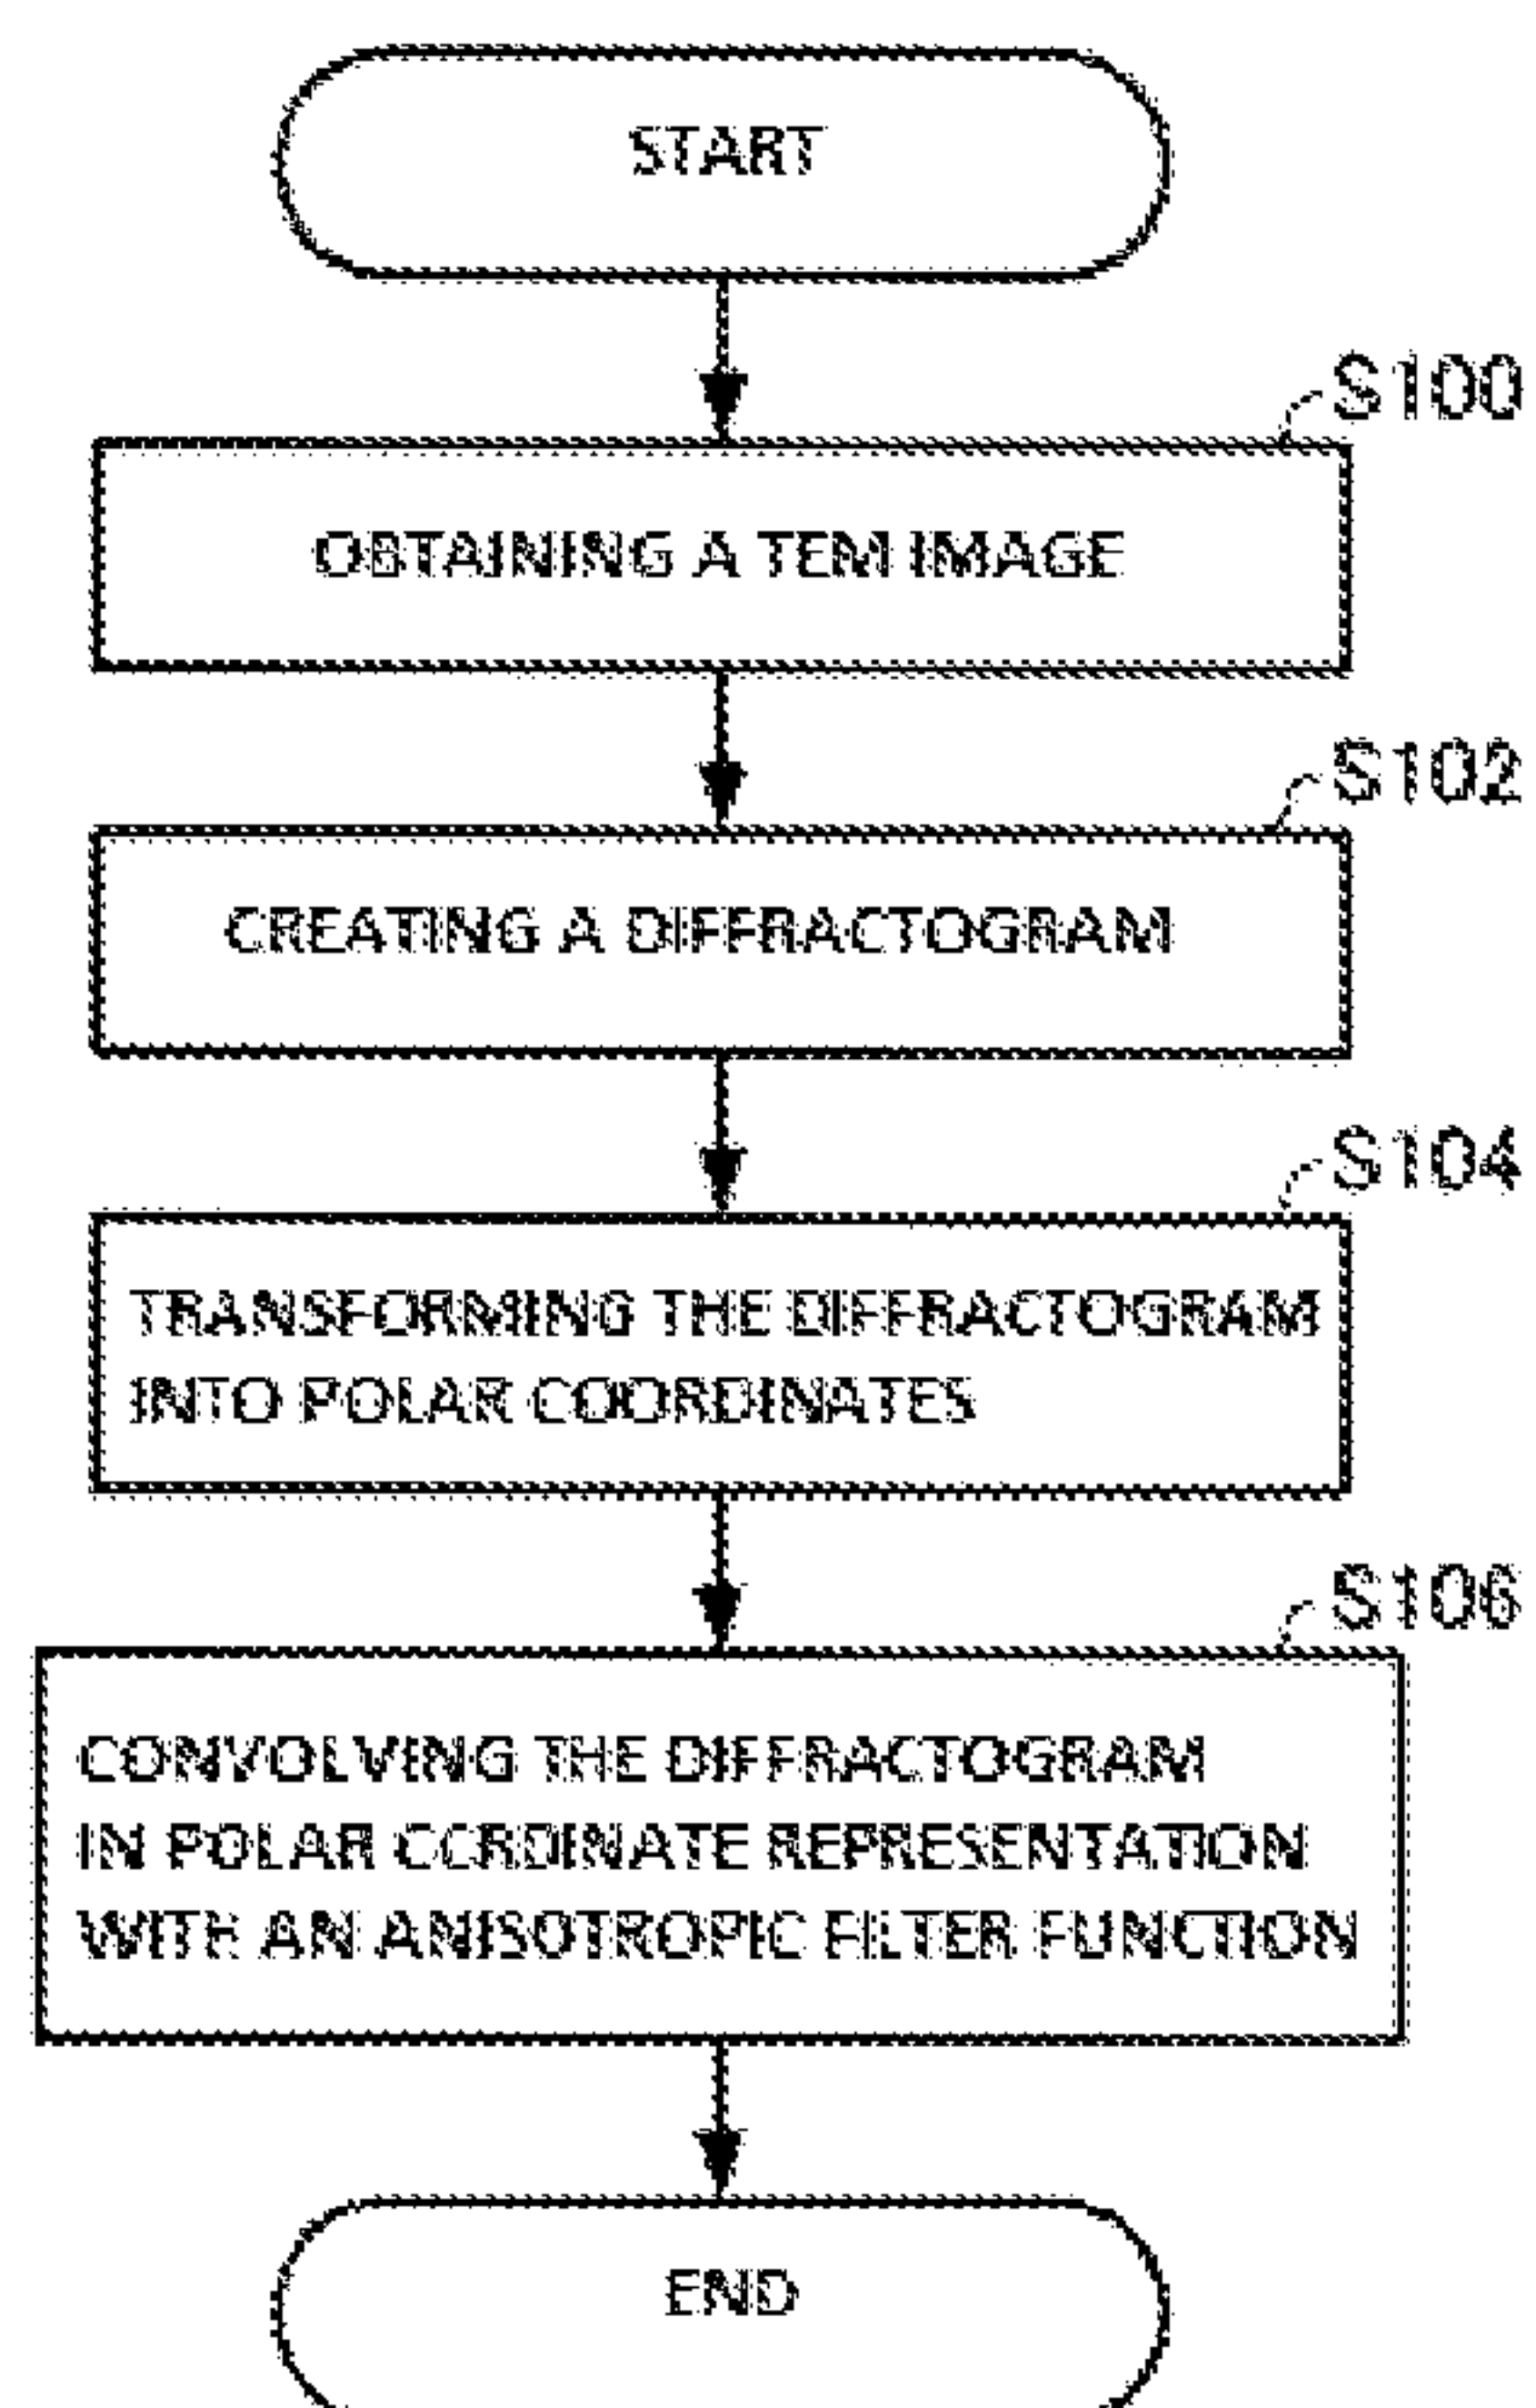 START
S100
OBTAINING A TEM IMAGE
S102
CREATING A DIFFRACTOGRAM
S104
TRANSFORMING THE DIFFRACTOGRAM
INTO POLAR COORDINATES
S106
CONVOLVING THE DIFFRACTOGRAM
IN POLAR CCRDINATE REPRESENTATION
WITH AN ANISOTROPIC FILTER FUNCTION
END